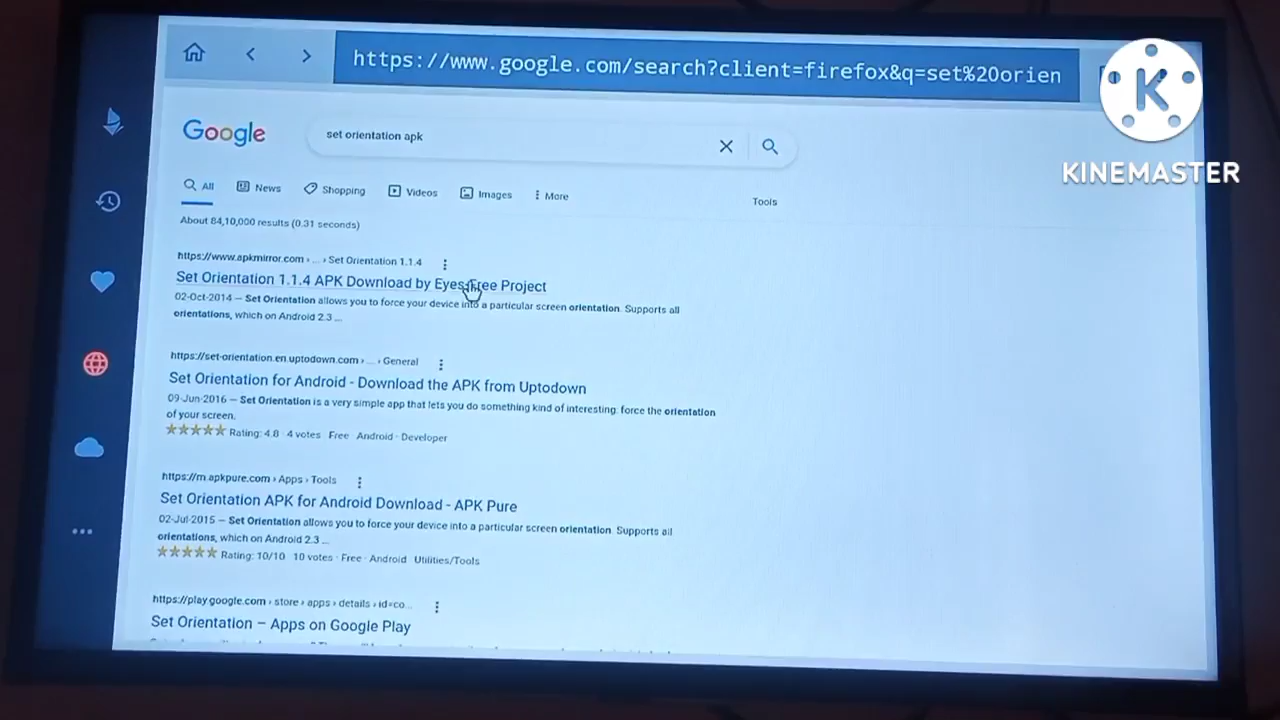 https://www.google.com/search?client=firefox&q=set%20orien
K
KINEMASTER
Google
set orientation apk
All News Shopping Videos Images More
Tools
About 84,10,000 results (0.31 seconds)
https://www.apkmirror.com › ... › Set Orientation 1.1.4
Set Orientation 1.1.4 APK Download by Eyes-Free Project
02-Oct-2014 — Set Orientation allows you to force your device into a particular screen orientation. Supports all
orientations, which on Android 2.3 ...
https://set-orientation.en.uptodown.com › ... › General
Set Orientation for Android - Download the APK from Uptodown
09-Jun-2016 — Set Orientation is a very simple app that lets you do something kind of interesting: force the orientation
of your screen.
Rating: 4.8 · 4 votes · Free · Android · Developer
https://m.apkpure.com › Apps › Tools
Set Orientation APK for Android Download - APK Pure
02-Jul-2015 — Set Orientation allows you to force your device into a particular screen orientation. Supports all
orientations, which on Android 2.3 ...
Rating: 10/10 · 10 votes · Free · Android · Utilities/Tools
https://play.google.com › store › apps › details › id=co...
Set Orientation – Apps on Google Play